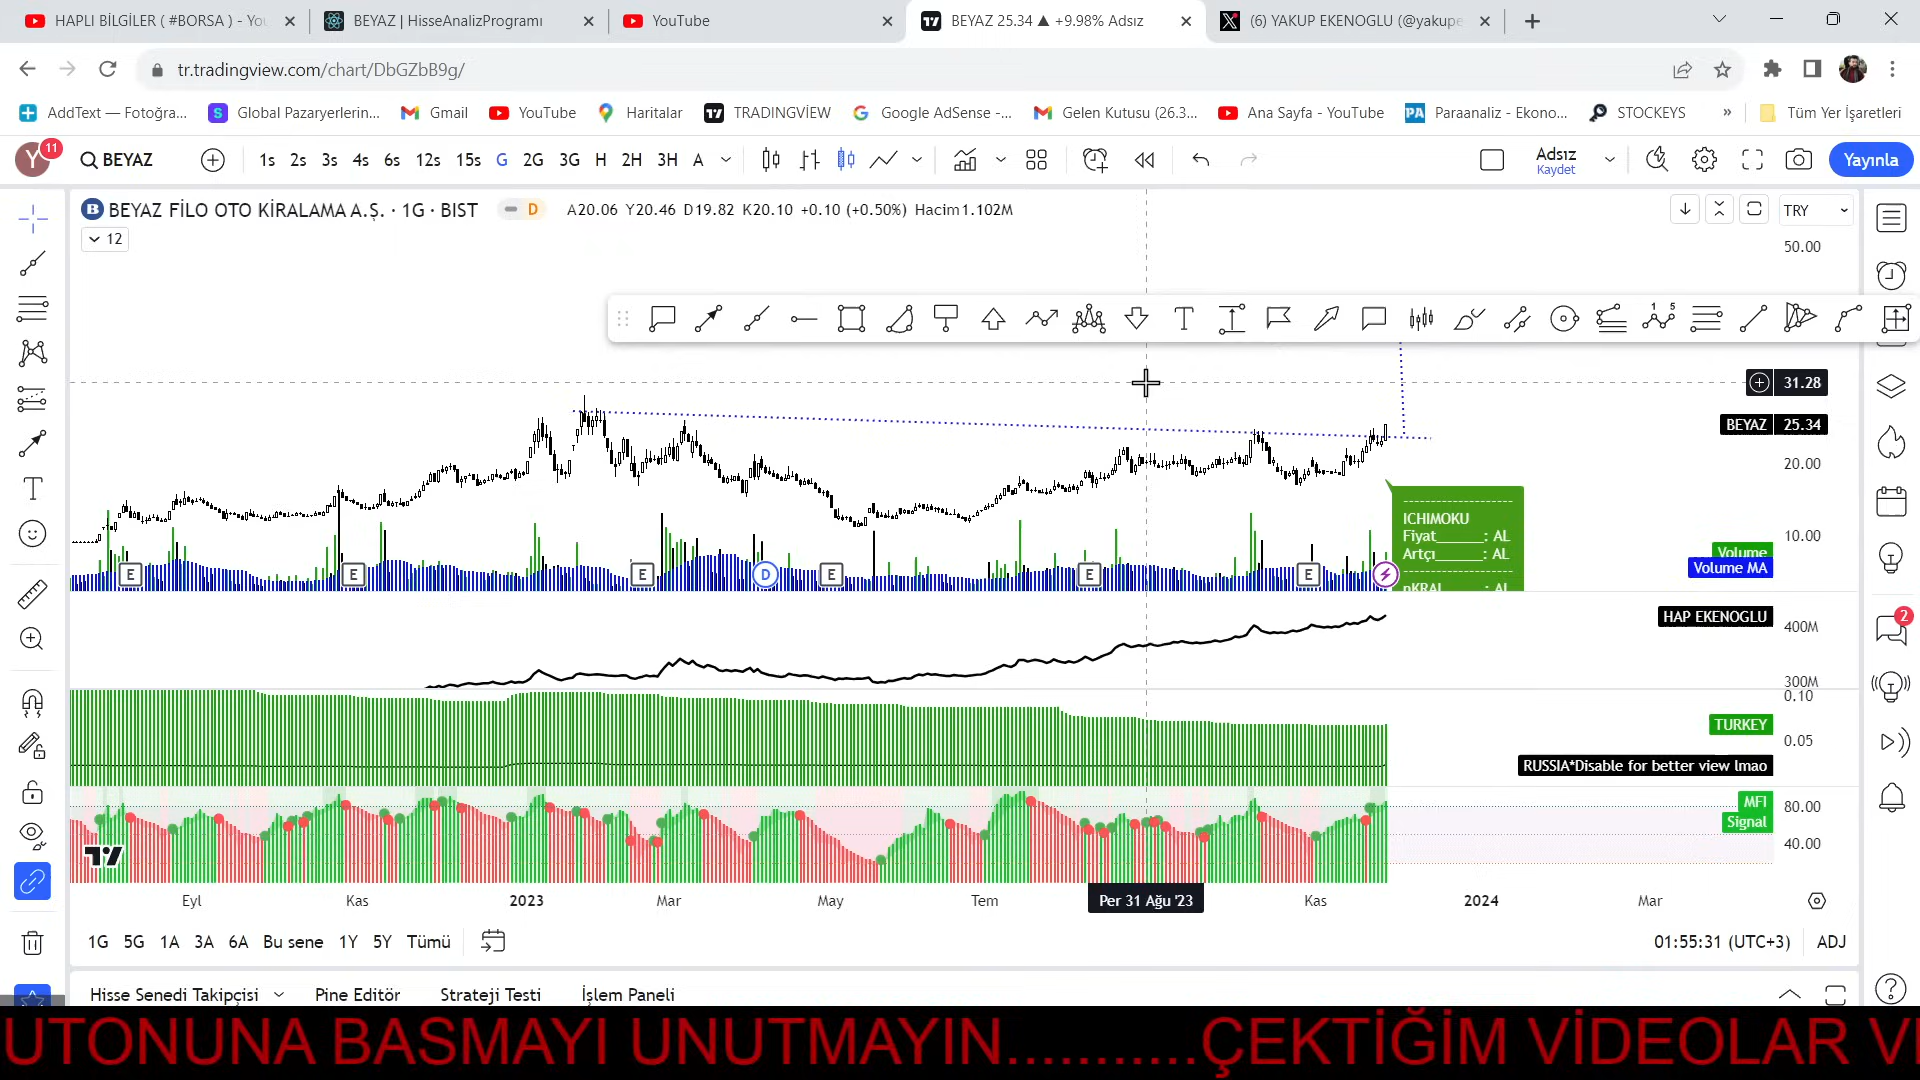 HAPLI BİLGİLER ( #BORSA ) - You
BEYAZ | HisseAnalizProgramı
YouTube
BEYAZ 25.34 ▲ +9.98% Adsız
(6) YAKUP EKENOGLU (@yakupe
tr.tradingview.com/chart/DbGZbB9g/
AddText — Fotoğra...
Global Pazaryerlerin...
Gmail
YouTube
Haritalar
TRADINGVİEW
Google AdSense -...
Gelen Kutusu (26.3...
Ana Sayfa - YouTube
Paraanaliz - Ekono...
STOCKEYS
»
Tüm Yer İşaretleri
Y 11
BEYAZ
1s 2s 3s 4s 6s 12s 15s G 2G 3G H 2H 3H A
Adsız
Kaydet
Yayınla
B BEYAZ FİLO OTO KİRALAMA A.Ş. · 1G · BIST
D
A20.06 Y20.46 D19.82 K20.10 +0.10 (+0.50%) Hacim1.102M
TRY
12
50.00
31.28
BEYAZ 25.34
20.00
10.00
ICHIMOKU
Fiyat______: AL
Artçı______: AL
Volume
Volume MA
E E E D E E E
HAP EKENOGLU
400M
300M
0.10
TURKEY
0.05
RUSSIA*Disable for better view lmao
MFI
80.00
Signal
40.00
2
Eyl Kas 2023 Mar May Tem Per 31 Ağu '23 Kas 2024 Mar
1G 5G 1A 3A 6A Bu sene 1Y 5Y Tümü
01:55:31 (UTC+3) ADJ
Hisse Senedi Takipçisi Pine Editör Strateji Testi İşlem Paneli
UTONUNA BASMAYI UNUTMAYIN...........ÇEKTİĞİM VİDEOLAR VE